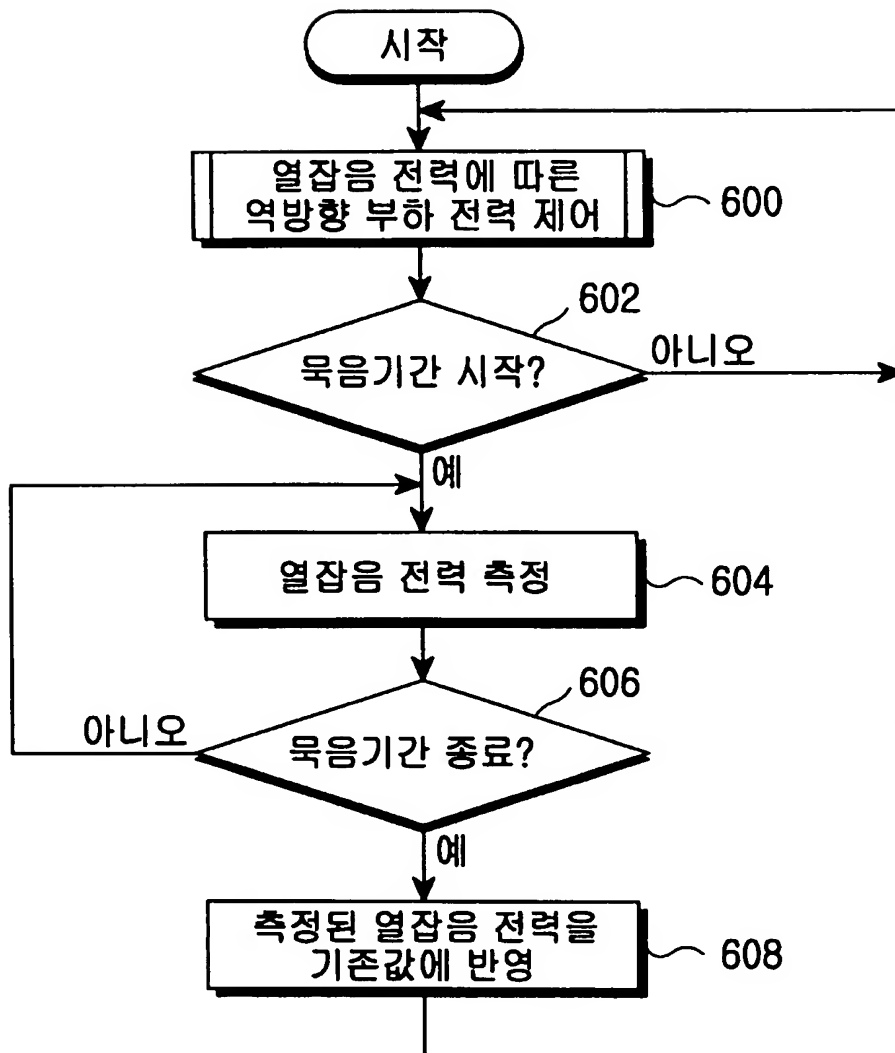 시작
열잡음 전력에 따른
역방향 부하 전력 제어
600
602
묵음기간 시작?
아니오
예
열잡음 전력 측정
604
606
아니오
묵음기간 종료?
예
측정된 열잡음 전력을
기존값에 반영
608